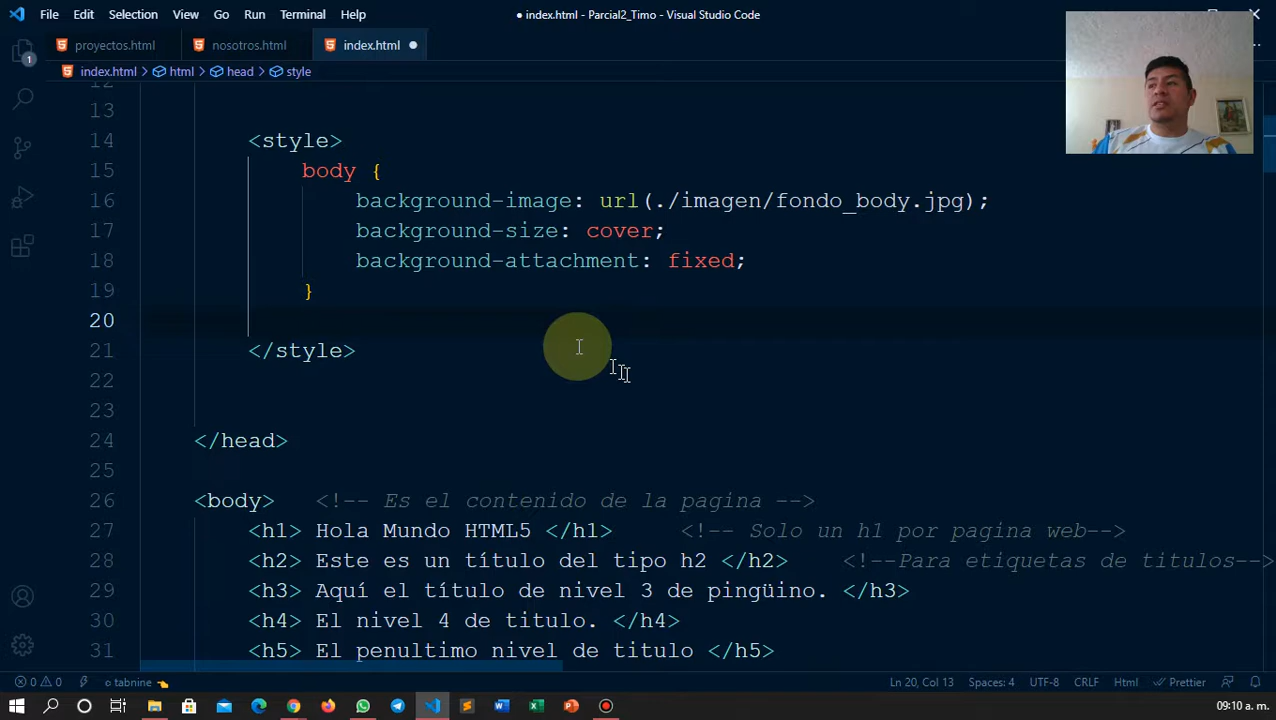 File Edit Selection View Go Run Terminal Help
● index.html - Parcial2_Timo - Visual Studio Code
proyectos.html nosotros.html index.html ●
index.html > html > head > style
1
12
13
14 <style>
15 body {
16 background-image: url(./imagen/fondo_body.jpg);
17 background-size: cover;
18 background-attachment: fixed;
19 }
20
21 </style>
22
23
24 </head>
25
26 <body> <!-- Es el contenido de la pagina -->
27 <h1> Hola Mundo HTML5 </h1> <!-- Solo un h1 por pagina web-->
28 <h2> Este es un título del tipo h2 </h2> <!--Para etiquetas de titulos-->
29 <h3> Aquí el título de nivel 3 de pingüino. </h3>
30 <h4> El nivel 4 de titulo. </h4>
31 <h5> El penultimo nivel de titulo </h5>
0 0 tabnine Ln 20, Col 13 Spaces: 4 UTF-8 CRLF Html Prettier
09:10 a. m.